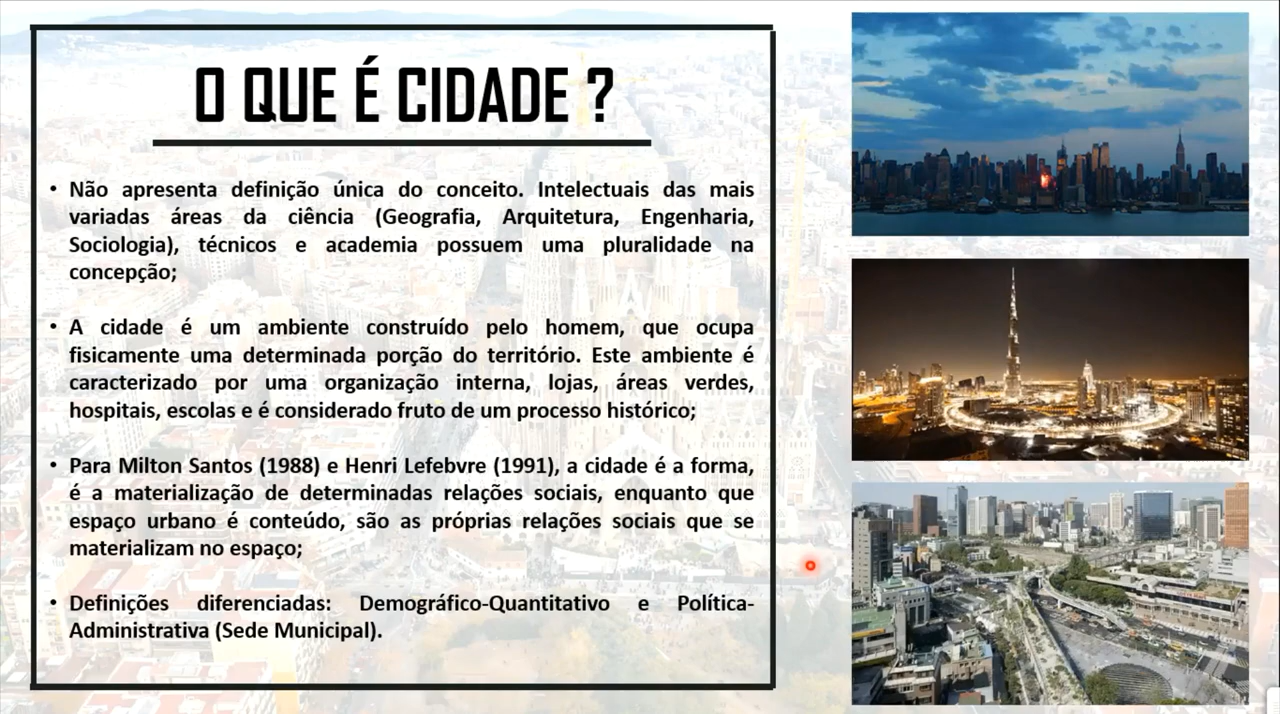 O QUE É CIDADE ?
• Não apresenta definição única do conceito. Intelectuais das mais
variadas áreas da ciência (Geografia, Arquitetura, Engenharia,
Sociologia), técnicos e academia possuem uma pluralidade na
concepção;
• A cidade é um ambiente construído pelo homem, que ocupa
fisicamente uma determinada porção do território. Este ambiente é
caracterizado por uma organização interna, lojas, áreas verdes,
hospitais, escolas e é considerado fruto de um processo histórico;
• Para Milton Santos (1988) e Henri Lefebvre (1991), a cidade é a forma,
é a materialização de determinadas relações sociais, enquanto que
espaço urbano é conteúdo, são as próprias relações sociais que se
materializam no espaço;
• Definições diferenciadas: Demográfico-Quantitativo e Política-
Administrativa (Sede Municipal).